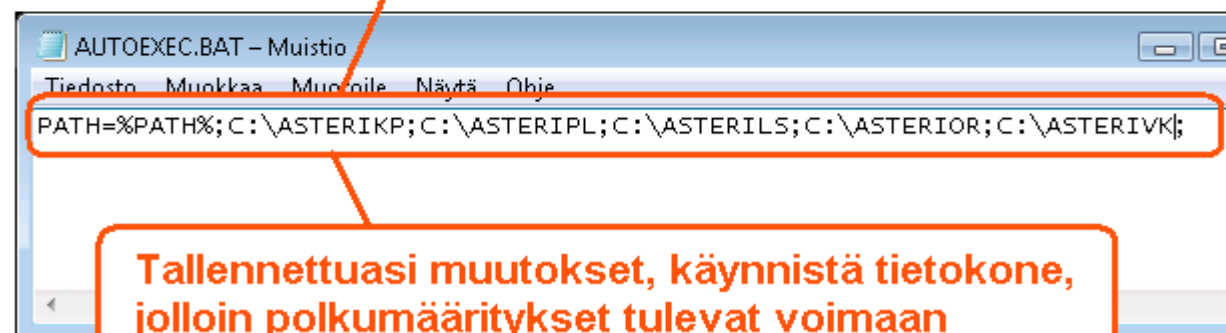 AUTOEXEC.BAT – Muistio
Tiedosto Muokkaa Muotoile Näytä Ohje
PATH=%PATH%;C:\ASTERIKP;C:\ASTERIPL;C:\ASTERILS;C:\ASTERIOR;C:\ASTERIVK;
Tallennettuasi muutokset, käynnistä tietokone,
jolloin polkumääritykset tulevat voimaan